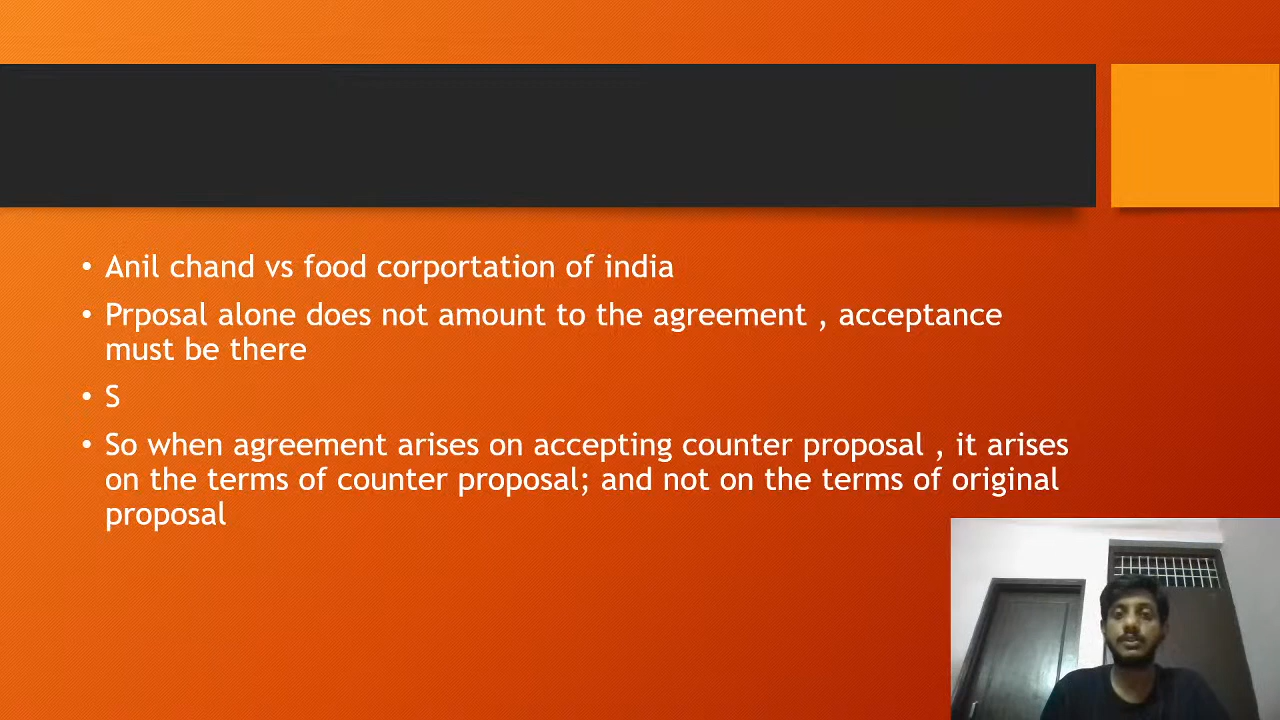 • Anil chand vs food corportation of india
• Prposal alone does not amount to the agreement , acceptance
must be there
• S
• So when agreement arises on accepting counter proposal , it arises
on the terms of counter proposal; and not on the terms of original
proposal